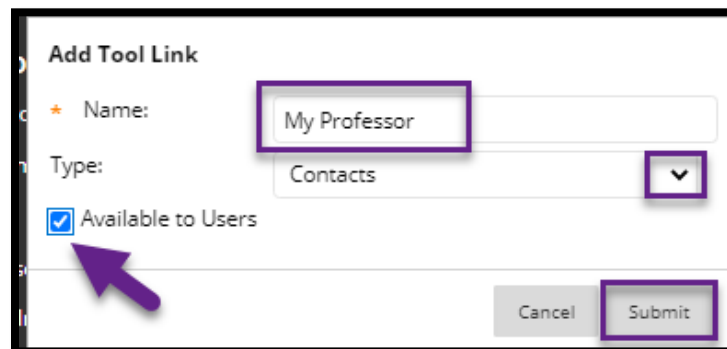 Add Tool Link
* Name:
My Professor
Type:
Contacts
Available to Users
Cancel
Submit